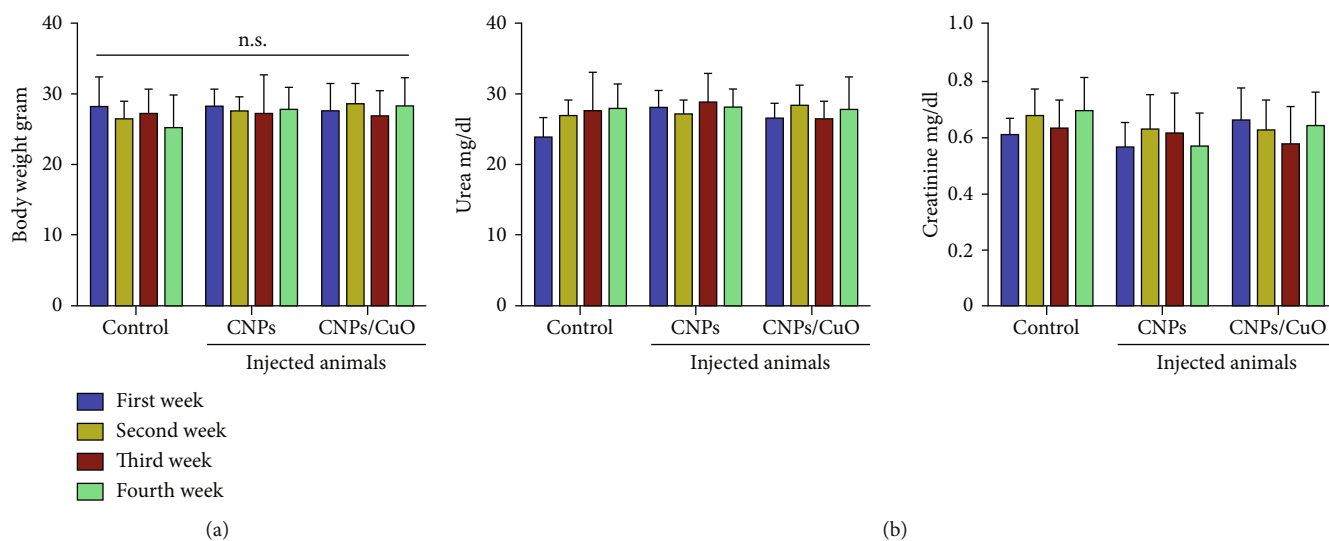 40
30
20
10
0
Body weight gram
n.s.
Control
CNPs
CNPs/CuO
Injected animals
First week
Second week
Third week
Fourth week
(a)
40
30
20
10
0
Urea mg/dl
Control
CNPs
CNPs/CuO
Injected animals
1.0
0.8
0.6
0.4
0.2
0
Creatinine mg/dl
Control
CNPs
CNPs/CuO
Injected animals
(b)